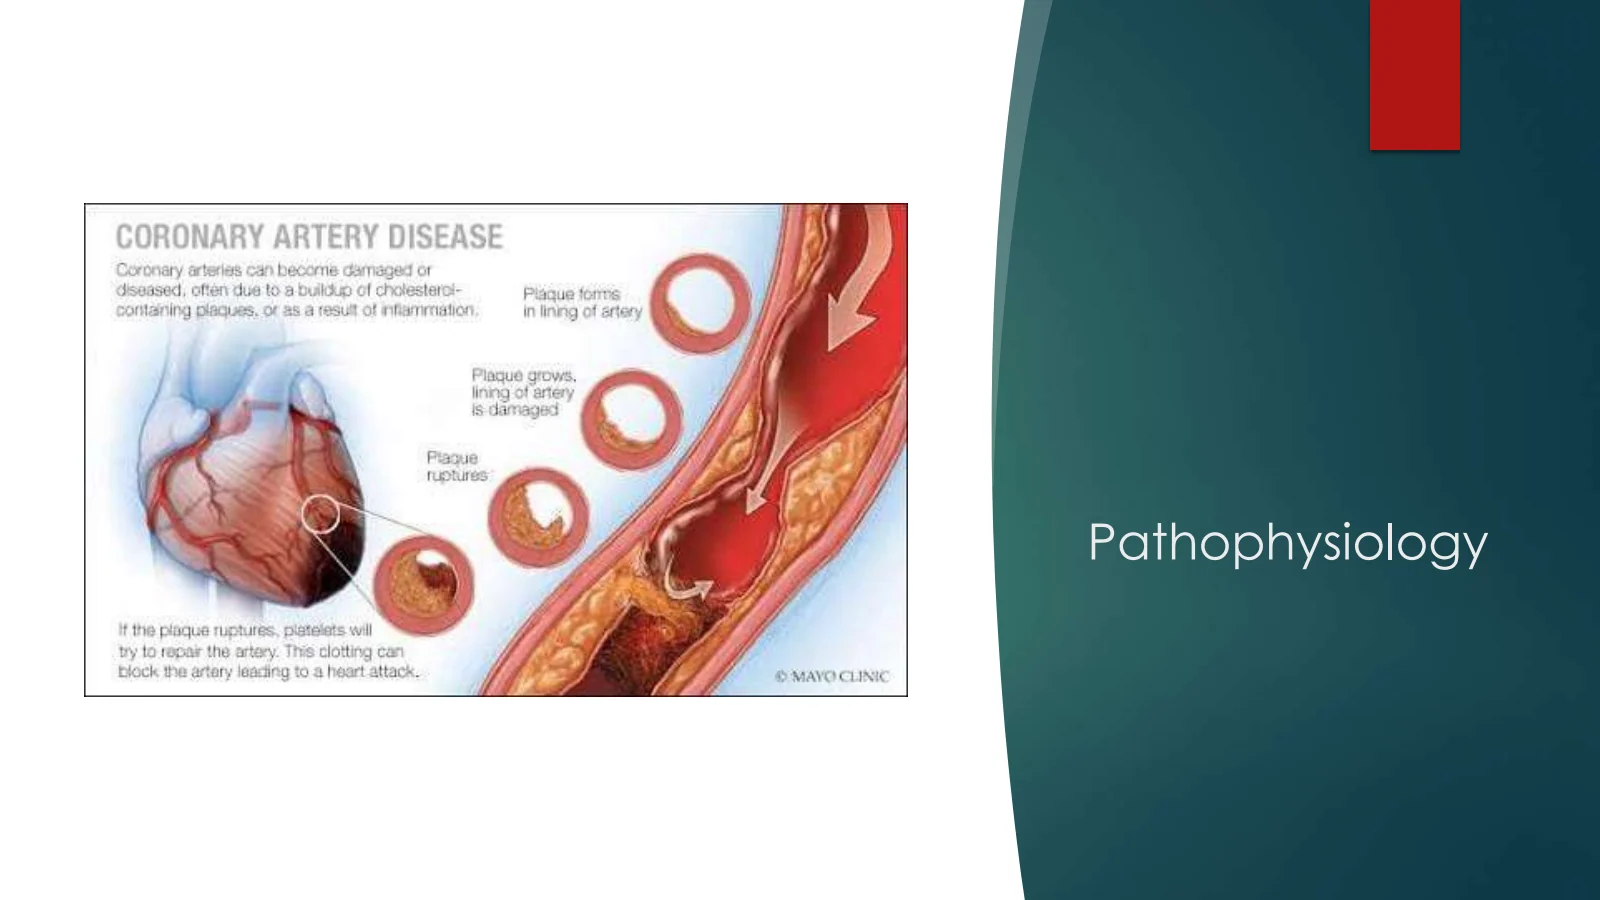 CORONARY ARTERY DISEASE
Coronary arteries can become damaged or
diseased, often due to a buildup of cholesterol-
containing plaques, or as a result of inflammation.
Plaque forms
in lining of artery
Plaque grows,
lining of artery
is damaged
Plaque
ruptures
If the plaque ruptures, platelets will
try to repair the artery. This clotting can
block the artery leading to a heart attack.
© MAYO CLINIC
Pathophysiology